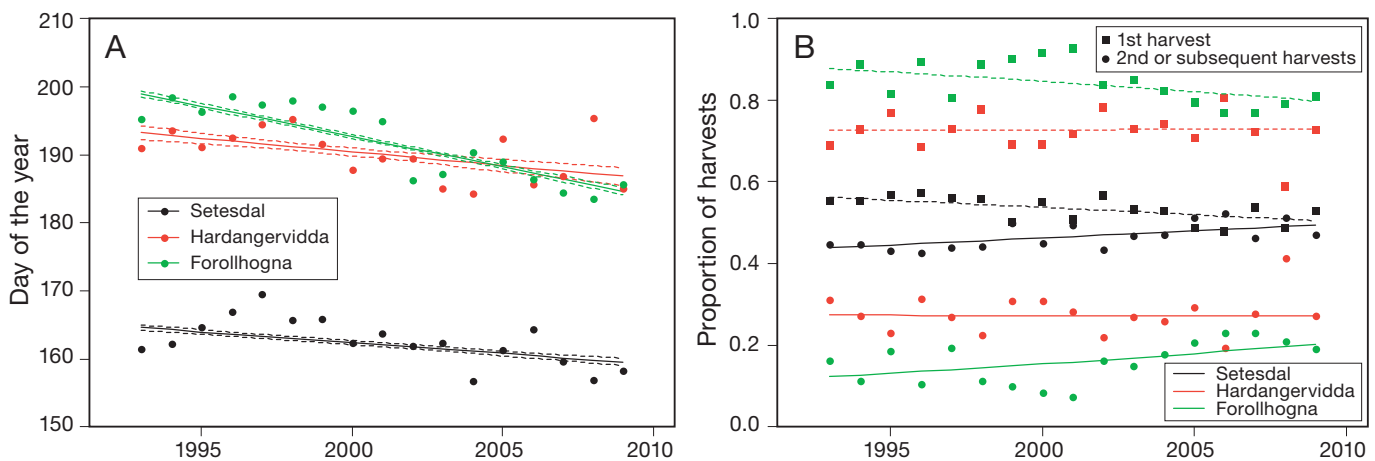 A
Day of the year
210
200
190
180
170
160
150
Setesdal
Hardangervidda
Forollhogna
1995
2000
2005
2010
B
Proportion of harvests
1.0
0.8
0.6
0.4
0.2
0.0
1st harvest
2nd or subsequent harvests
Setesdal
Hardangervidda
Forollhogna
1995
2000
2005
2010